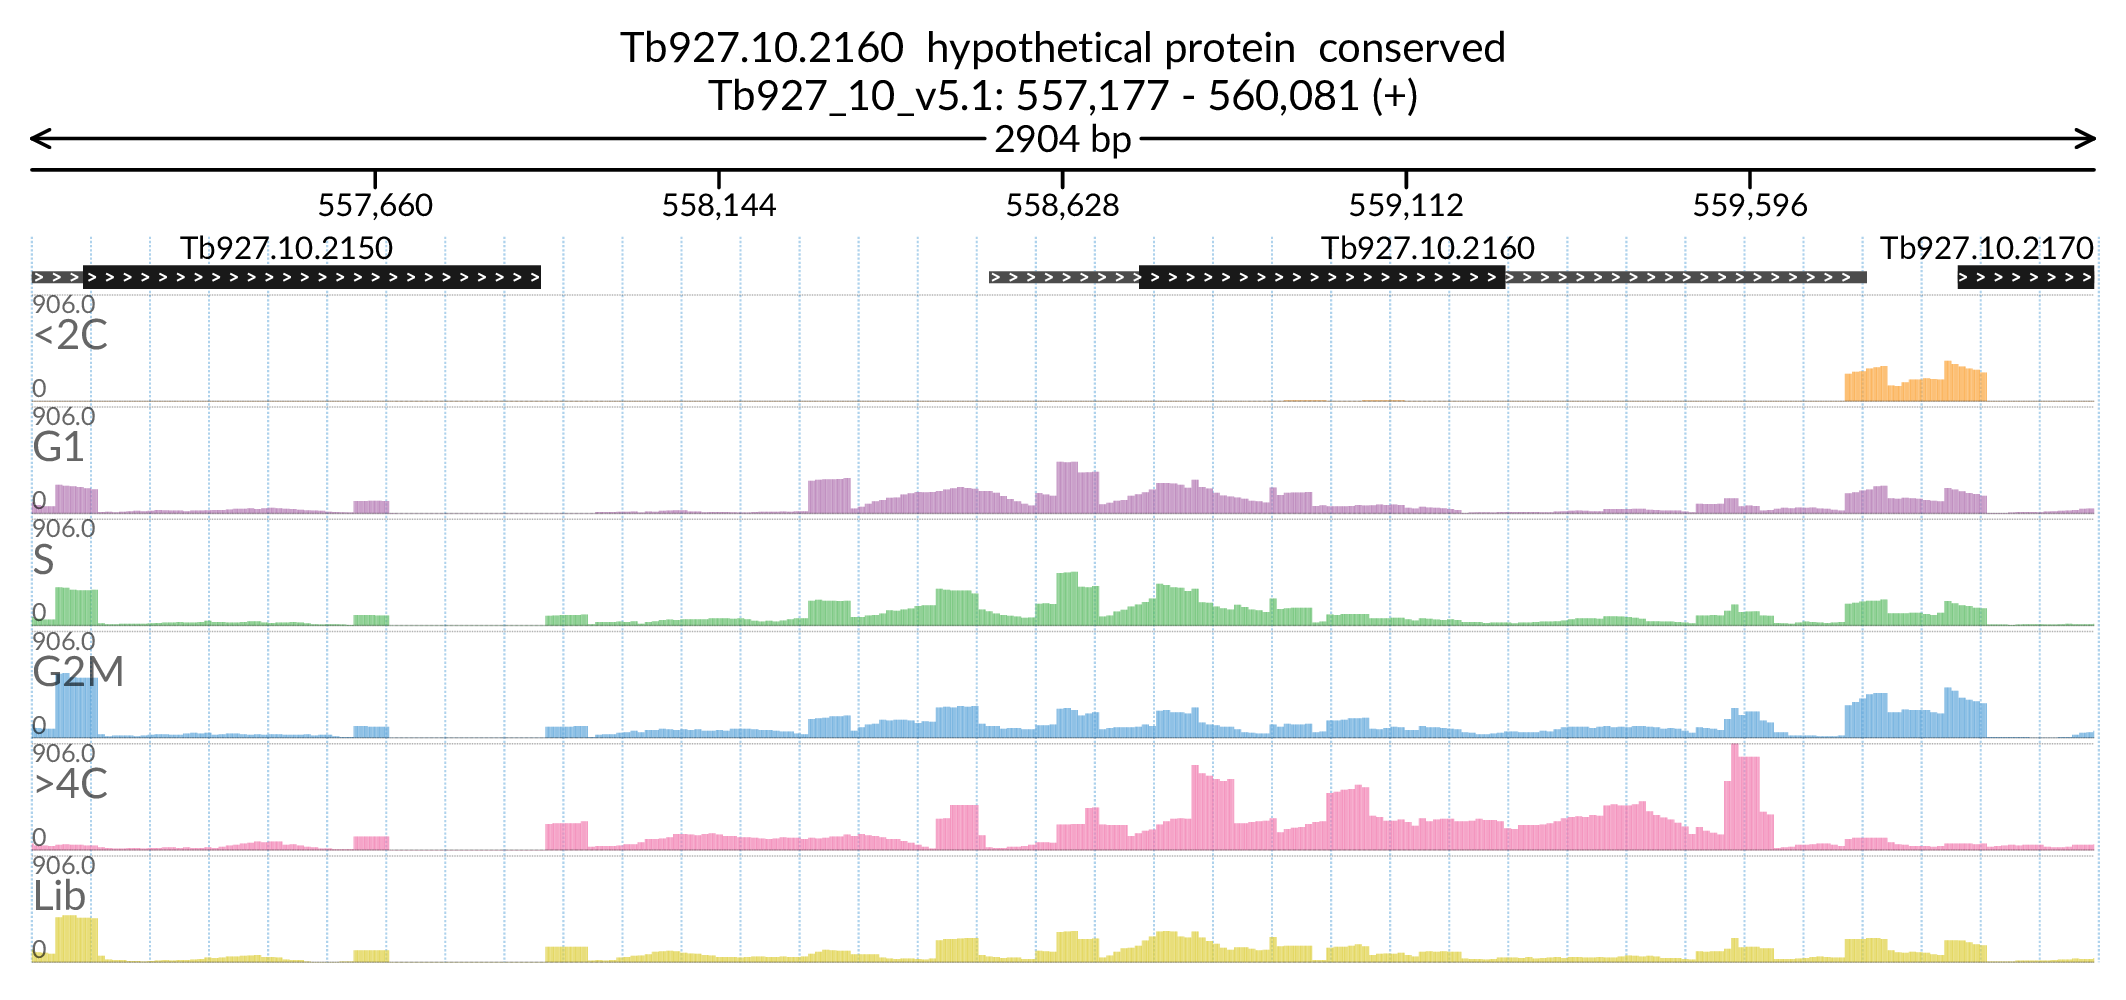 Tb927.10.2160  hypothetical protein  conserved
Tb927_10_v5.1: 557,177 - 560,081 (+)
2904 bp
557,660 558,144 558,628 559,112 559,596
Tb927.10.2150 Tb927.10.2160 Tb927.10.2170
906.0
<2C
0
906.0
G1
0
906.0
S
0
906.0
G2M
0
906.0
>4C
0
906.0
Lib
0